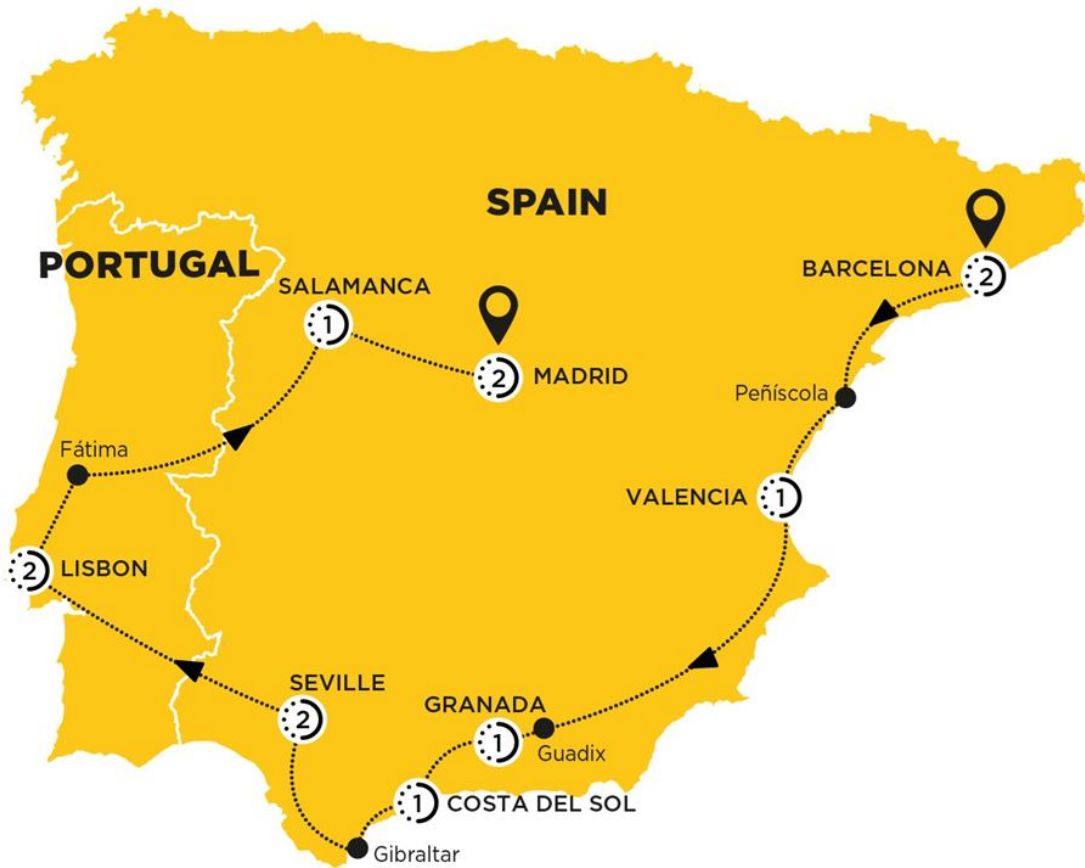 SPAIN
PORTUGAL
BARCELONA
2
SALAMANCA
1
2
MADRID
Peñíscola
Fátima
VALENCIA
1
2
LISBON
SEVILLE
2
GRANADA
1
Guadix
1
COSTA DEL SOL
Gibraltar